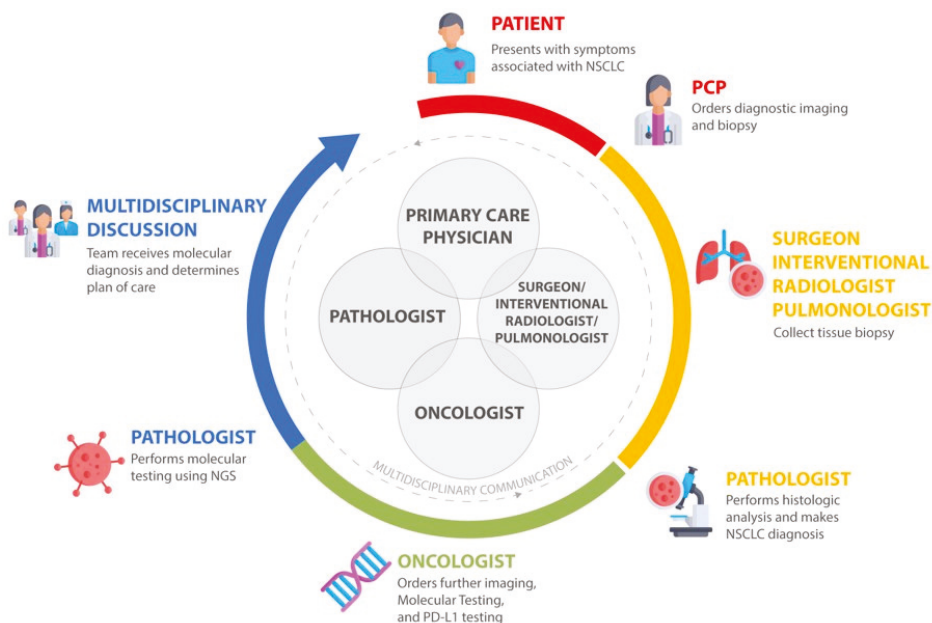 PATIENT
Presents with symptoms
associated with NSCLC
PCP
Orders diagnostic imaging
and biopsy
SURGEON
INTERVENTIONAL
RADIOLOGIST
PULMONOLOGIST
Collect tissue biopsy
PATHOLOGIST
Performs histologic
analysis and makes
NSCLC diagnosis
ONCOLOGIST
Orders further imaging,
Molecular Testing,
and PD-L1 testing
PATHOLOGIST
Performs molecular
testing using NGS
MULTIDISCIPLINARY
DISCUSSION
Team receives molecular
diagnosis and determines
plan of care
PRIMARY CARE
PHYSICIAN
PATHOLOGIST
SURGEON/
INTERVENTIONAL
RADIOLOGIST/
PULMONOLOGIST
ONCOLOGIST
MULTIDISCIPLINARY COMMUNICATION